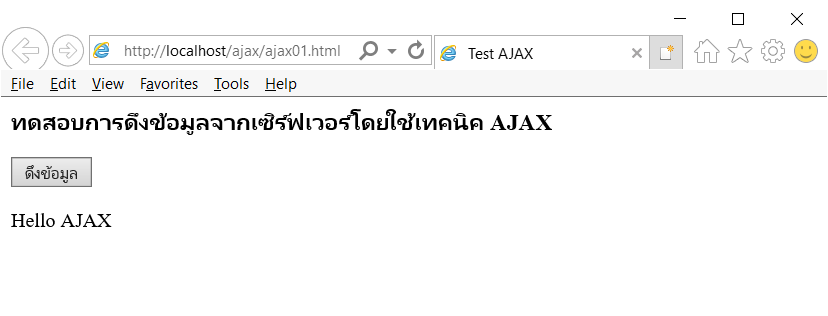 http://localhost/ajax/ajax01.html
Test AJAX
File Edit View Favorites Tools Help
ทดสอบการดึงข้อมูลจากเซิร์ฟเวอร์โดยใช้เทคนิค AJAX
ดึงข้อมูล
Hello AJAX